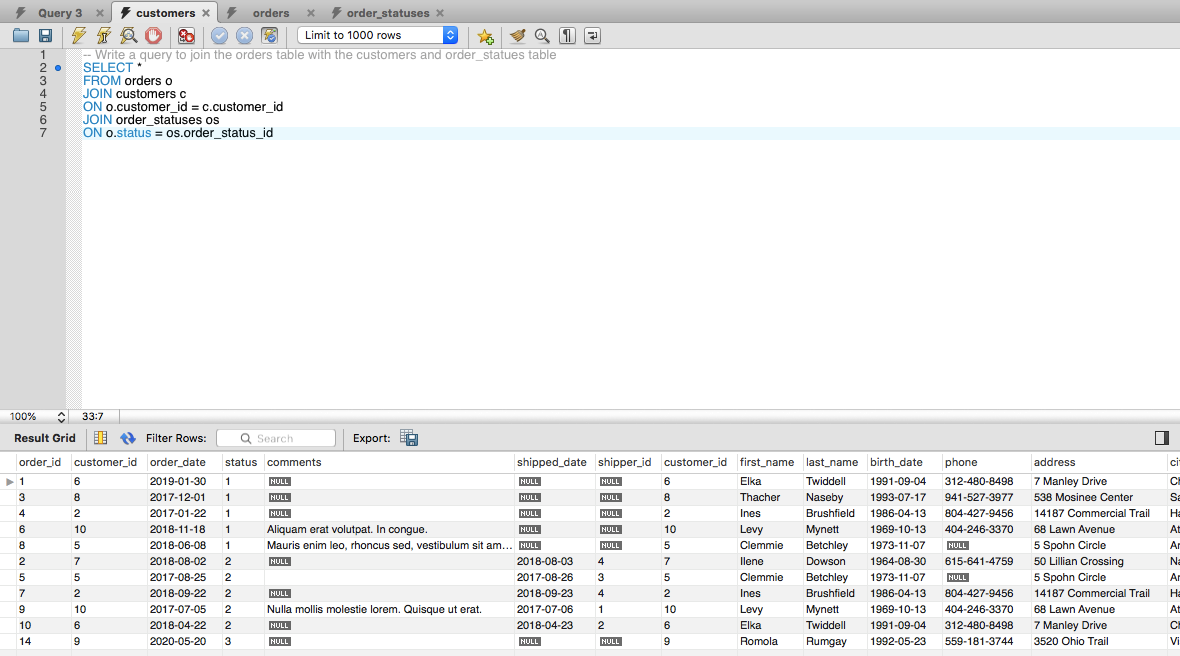 Query 3 customers orders order_statuses
Limit to 1000 rows
1 -- Write a query to join the orders table with the customers and order_statues table
2 SELECT *
3 FROM orders o
4 JOIN customers c
5 ON o.customer_id = c.customer_id
6 JOIN order_statuses os
7 ON o.status = os.order_status_id
100% 33:7
Result Grid Filter Rows: Search Export:
order_id customer_id order_date status comments shipped_date shipper_id customer_id first_name last_name birth_date phone address
1 6 2019-01-30 1 NULL NULL NULL 6 Elka Twiddell 1991-09-04 312-480-8498 7 Manley Drive
3 8 2017-12-01 1 NULL NULL NULL 8 Thacher Naseby 1993-07-17 941-527-3977 538 Mosinee Center
4 2 2017-01-22 1 NULL NULL NULL 2 Ines Brushfield 1986-04-13 804-427-9456 14187 Commercial Trail
6 10 2018-11-18 1 Aliquam erat volutpat. In congue. NULL NULL 10 Levy Mynett 1969-10-13 404-246-3370 68 Lawn Avenue
8 5 2018-06-08 1 Mauris enim leo, rhoncus sed, vestibulum sit am... NULL NULL 5 Clemmie Betchley 1973-11-07 NULL 5 Spohn Circle
2 7 2018-08-02 2 NULL 2018-08-03 4 7 Ilene Dowson 1964-08-30 615-641-4759 50 Lillian Crossing
5 5 2017-08-25 2 2017-08-26 3 5 Clemmie Betchley 1973-11-07 NULL 5 Spohn Circle
7 2 2018-09-22 2 NULL 2018-09-23 4 2 Ines Brushfield 1986-04-13 804-427-9456 14187 Commercial Trail
9 10 2017-07-05 2 Nulla mollis molestie lorem. Quisque ut erat. 2017-07-06 1 10 Levy Mynett 1969-10-13 404-246-3370 68 Lawn Avenue
10 6 2018-04-22 2 NULL 2018-04-23 2 6 Elka Twiddell 1991-09-04 312-480-8498 7 Manley Drive
14 9 2020-05-20 3 NULL NULL NULL 9 Romola Rumgay 1992-05-23 559-181-3744 3520 Ohio Trail